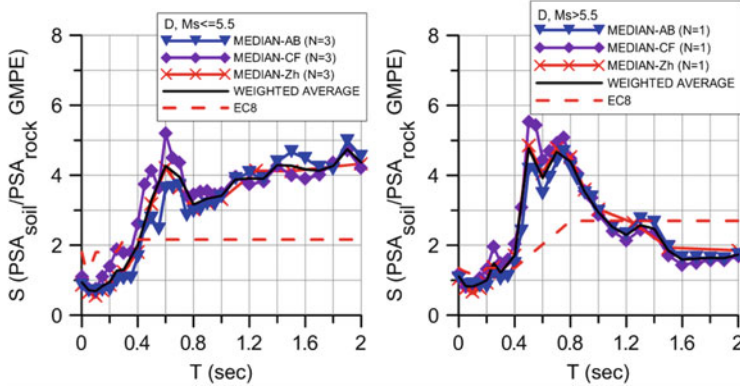 D, Ms<=5.5
MEDIAN-AB (N=3)
MEDIAN-CF (N=3)
MEDIAN-Zh (N=3)
WEIGHTED AVERAGE
EC8
8
6
4
2
0
S (PSAsoil/PSArock GMPE)
0 0.4 0.8 1.2 1.6 2
T (sec)
D, Ms>5.5
MEDIAN-AB (N=1)
MEDIAN-CF (N=1)
MEDIAN-Zh (N=1)
WEIGHTED AVERAGE
EC8
8
6
4
2
0
S (PSAsoil/PSArock GMPE)
0 0.4 0.8 1.2 1.6 2
T (sec)